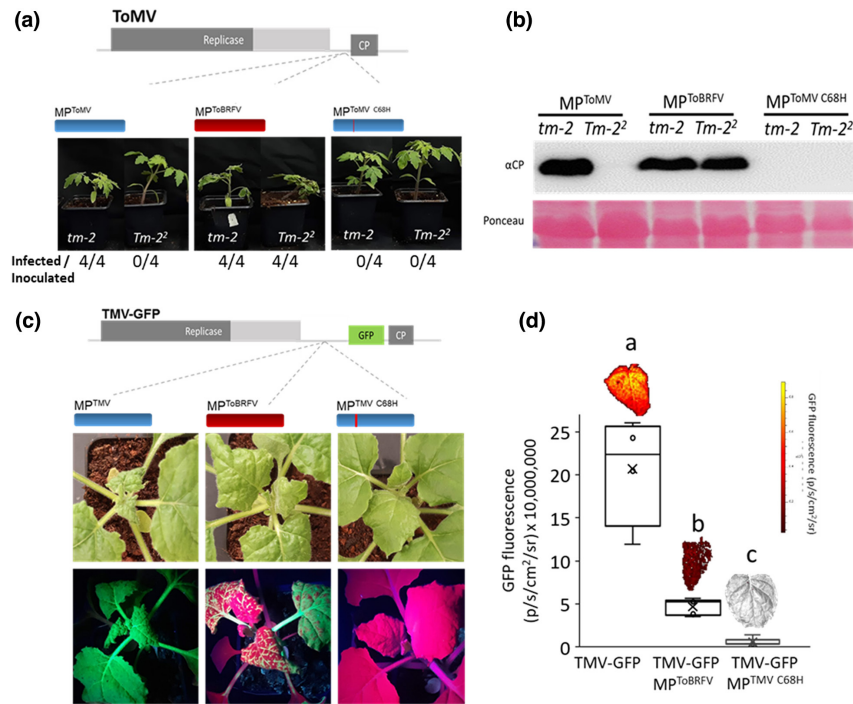 (a)
ToMV
Replicase
CP
MP^ToMV
MP^ToBRFV
MP^ToMV C68H
tm-2
Tm-2²
tm-2
Tm-2²
tm-2
Tm-2²
Infected / Inoculated
4/4
0/4
4/4
4/4
0/4
0/4
(b)
MP^ToMV
MP^ToBRFV
MP^ToMV C68H
tm-2 Tm-2²
tm-2 Tm-2²
tm-2 Tm-2²
αCP
Ponceau
(c)
TMV-GFP
Replicase
GFP
CP
MP^TMV
MP^ToBRFV
MP^TMV C68H
(d)
a
b
c
GFP fluorescence
(p/s/cm²/sr) x 10,000,000
25
20
15
10
5
0
TMV-GFP
TMV-GFP
MP^ToBRFV
TMV-GFP
MP^TMV C68H
GFP fluorescence (p/s/cm²/sr)